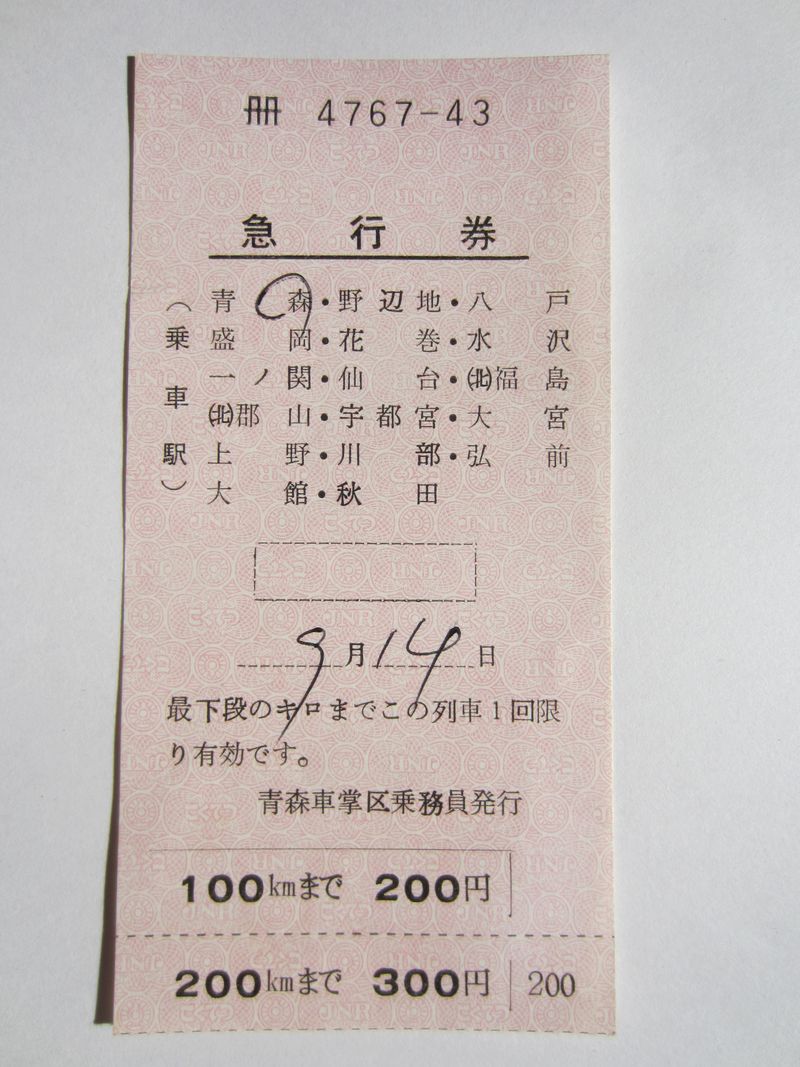 冊 4767-43
急行券
（乗車駅）
青森・野辺地・八戸
盛岡・花巻・水沢
一ノ関・仙台・㈹福島
㈹郡山・宇都宮・大宮
上野・川部・弘前
大館・秋田
9月14日
最下段のキロまでこの列車1回限
り有効です。
青森車掌区乗務員発行
100kmまで 200円
200kmまで 300円 200